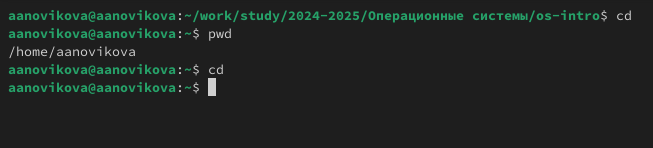 aanovikova@aanovikova:~/work/study/2024-2025/Операционные системы/os-intro$ cd
aanovikova@aanovikova:~$ pwd
/home/aanovikova
aanovikova@aanovikova:~$ cd
aanovikova@aanovikova:~$